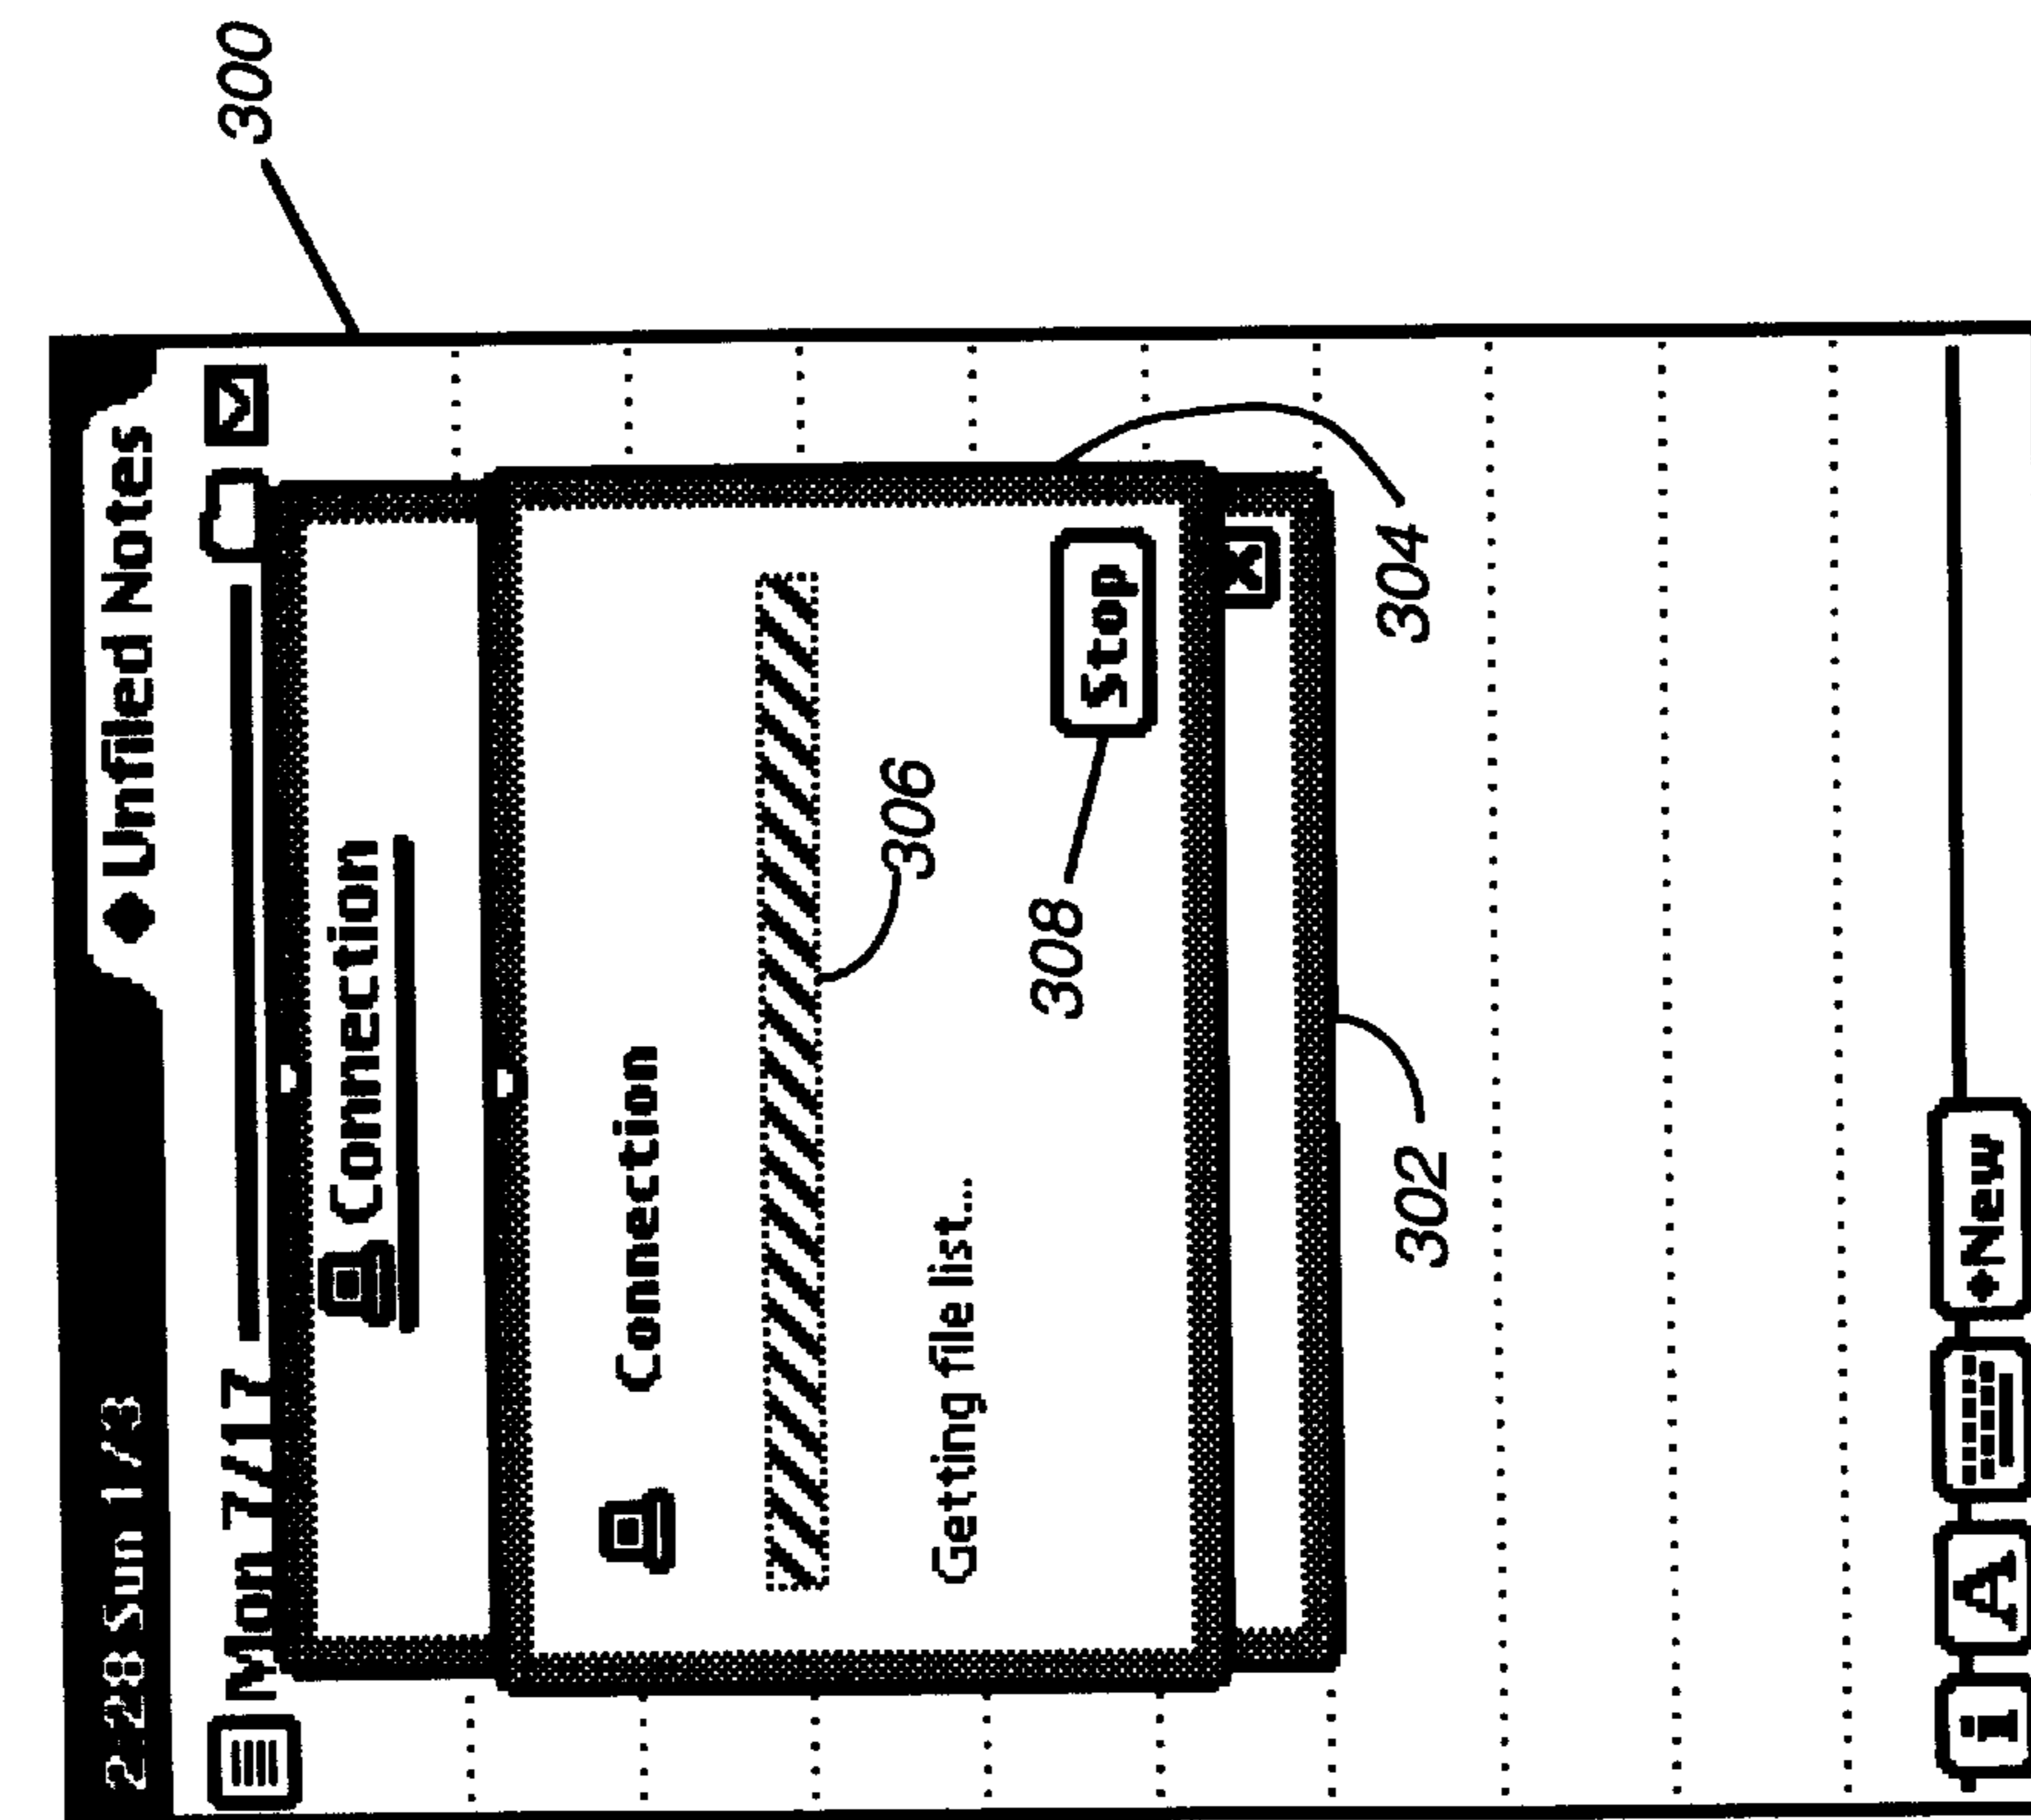 300
2:28 Sun 1/8 ◆ Unfiled Notes
Mon 7/17
Connection
Connection
306
Getting file list...
308
Stop
X
304
302
i A ◆New